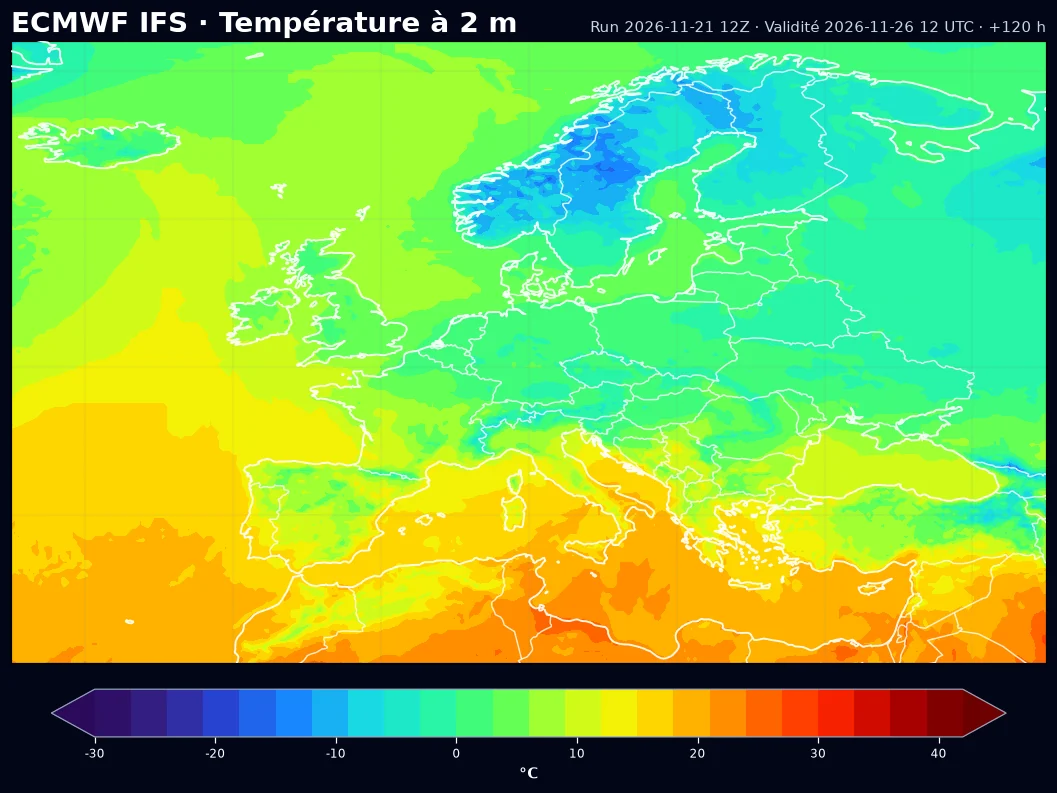 ECMWF IFS · Température à 2 m
Run 2026-11-21 12Z · Validité 2026-11-26 12 UTC · +120 h
-30 -20 -10 0 10 20 30 40
°C